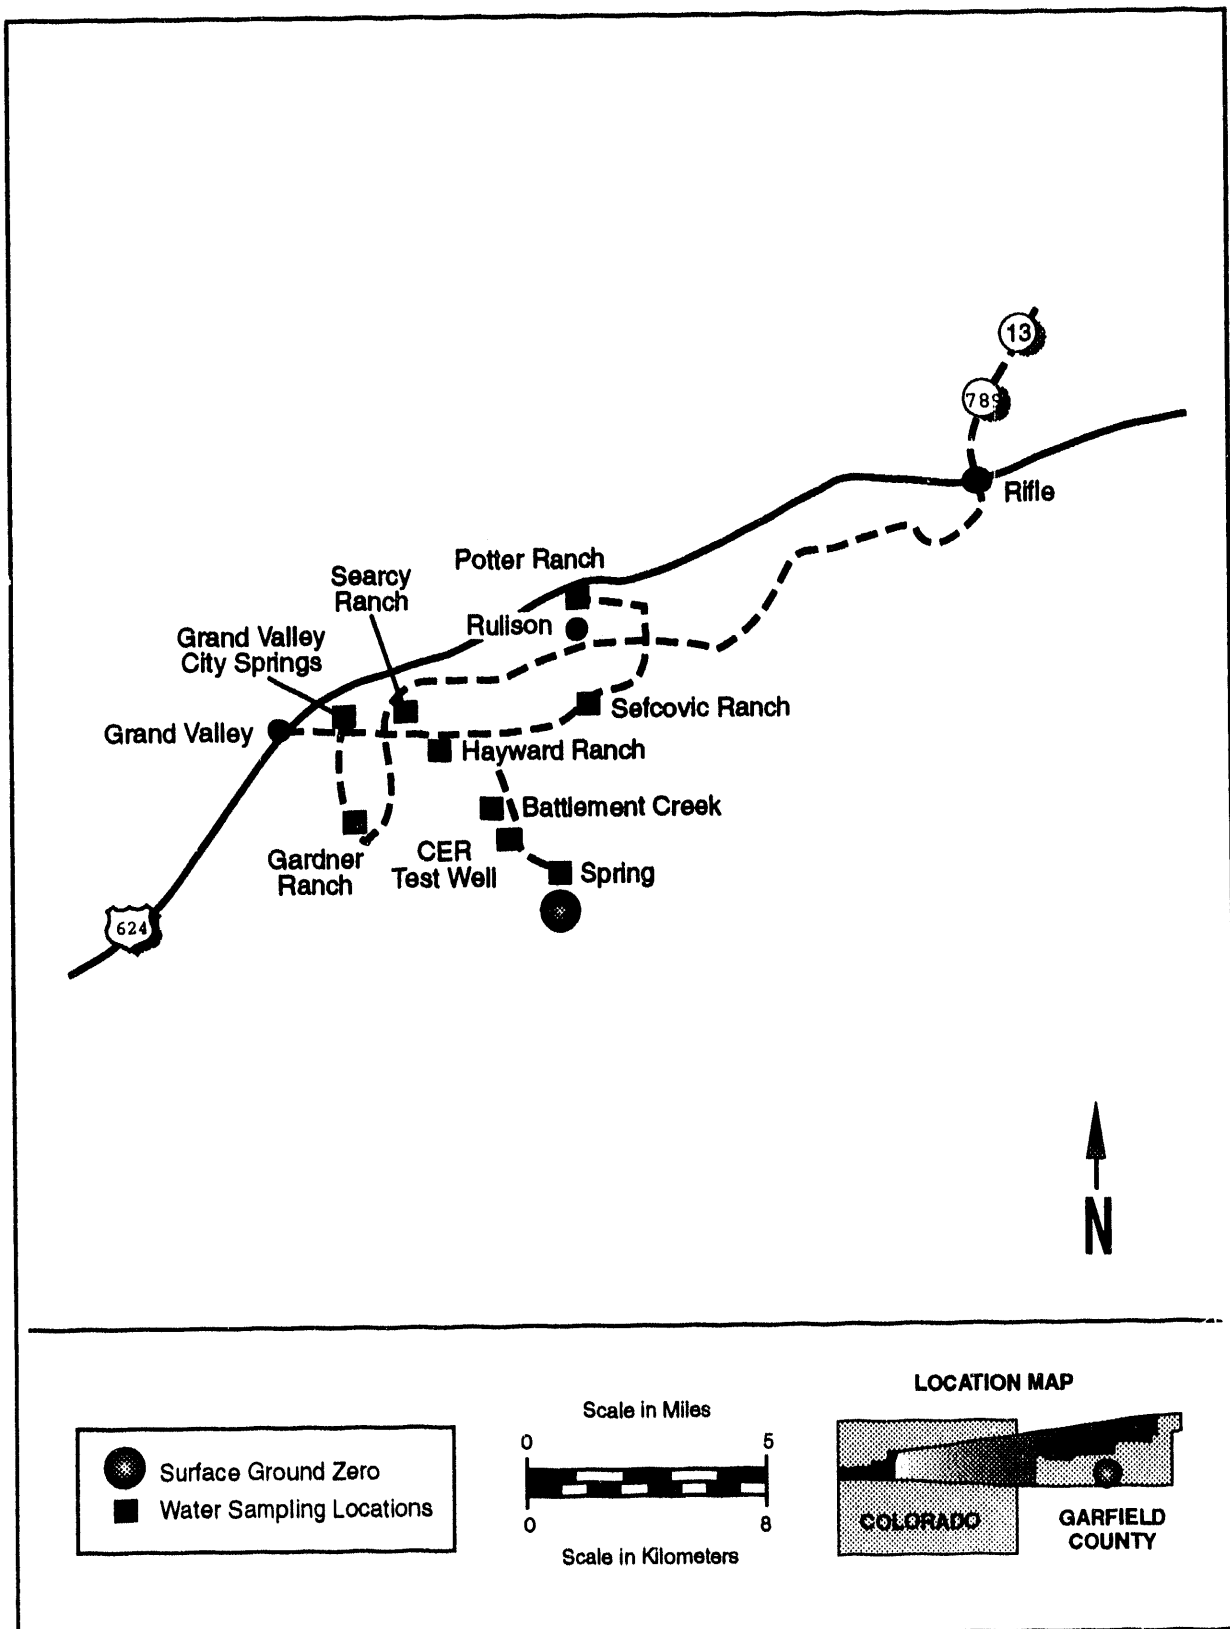 13
789
Rifle
Potter Ranch
Searcy
Ranch
Rulison
Grand Valley
City Springs
Sefcovic Ranch
Grand Valley
Hayward Ranch
Battlement Creek
CER
Test Well
Gardner
Ranch
Spring
624
N
LOCATION MAP
Scale in Miles
0 5
Surface Ground Zero
Water Sampling Locations
0 8
Scale in Kilometers
COLORADO
GARFIELD
COUNTY